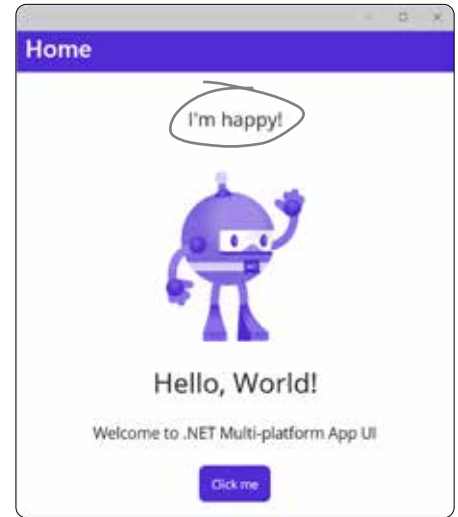 Home
I'm happy!
Hello, World!
Welcome to .NET Multi-platform App UI
Click me